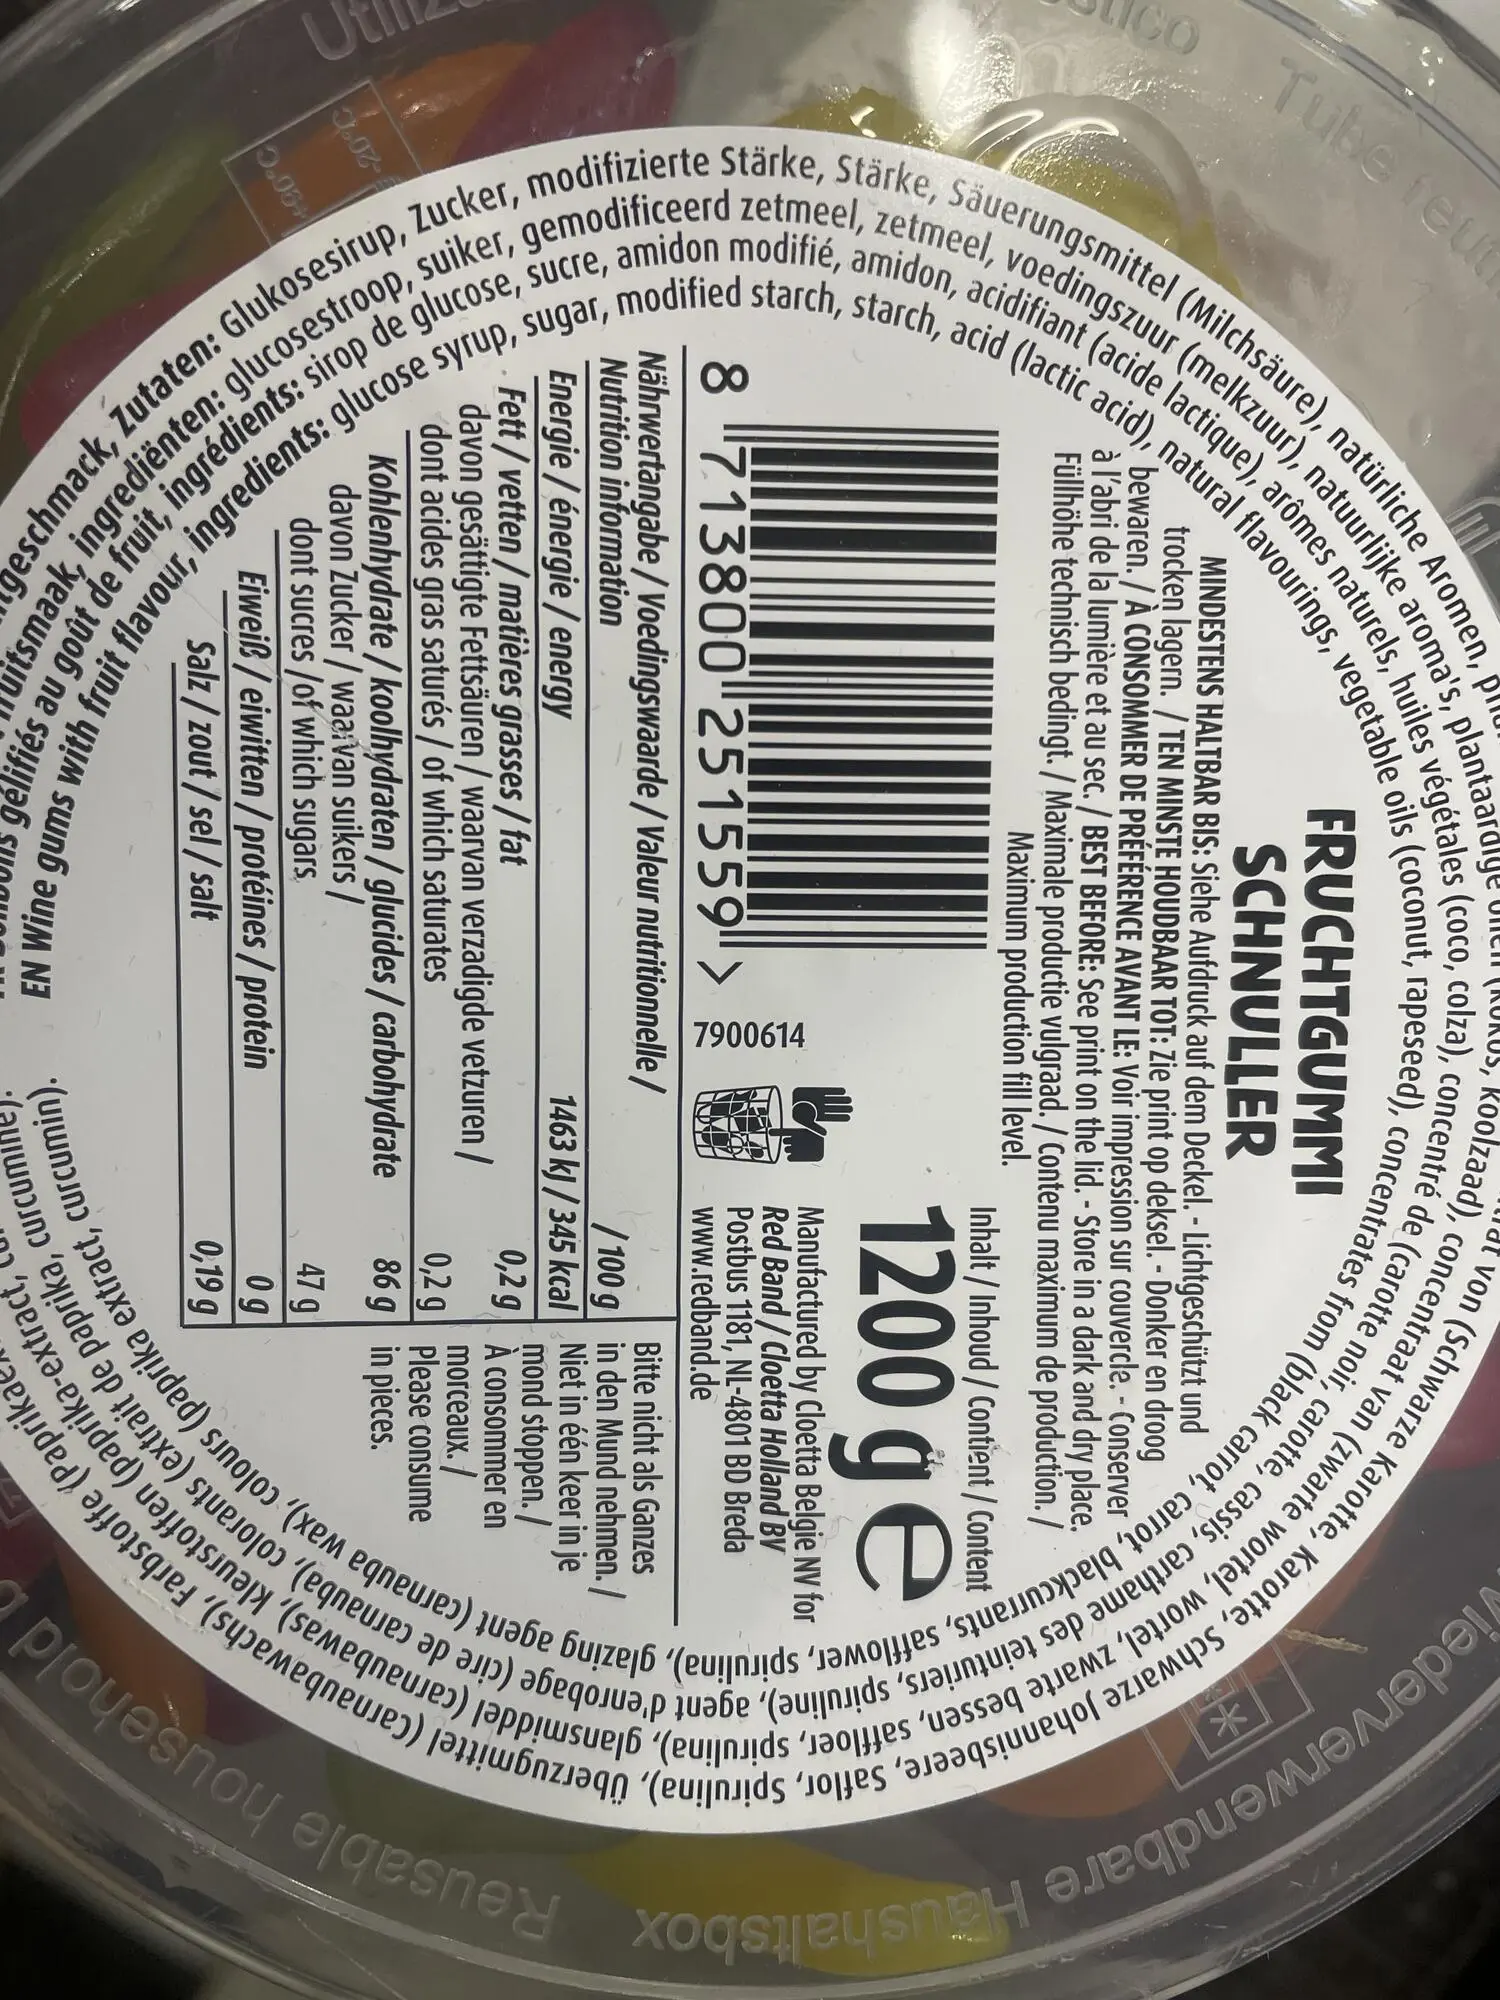 FRUCHTGUMMI
SCHNULLER
MINDESTENS HALTBAR BIS: Siehe Aufdruck auf dem Deckel. - Lichtgeschützt und
trocken lagern. / TEN MINSTE HOUDBAAR TOT: Zie print op deksel. - Donker en droog
bewaren. / À CONSOMMER DE PRÉFÉRENCE AVANT LE: Voir impression sur couvercle. - Conserver
à l'abri de la lumière et au sec. / BEST BEFORE: See print on the lid. - Store in a dark and dry place.
Füllhöhe technisch bedingt. / Maximale productie vulgraad. / Contenu maximum de production. /
Maximum production fill level.
Inhalt / Inhoud / Contient / Content
1200 g e
8 713800 251559 >
7900614
Manufactured by Cloetta Belgie NV for
Red Band / Cloetta Holland BV
Postbus 1181, NL-4801 BD Breda
www.redband.de
Nährwertangabe / Voedingswaarde / Valeur nutritionnelle /
Nutrition information / 100 g
Energie / énergie / energy 1463 kj / 345 kcal
Fett / vetten / matières grasses / fat 0,2 g
davon gesättigte Fettsäuren / waarvan verzadigde vetzuren /
dont acides gras saturés / of which saturates 0,2 g
Kohlenhydrate / koolhydraten / glucides / carbohydrate 86 g
davon Zucker / waarvan suikers /
dont sucres /of which sugars 47 g
Eiweiß / eiwitten / protéines / protein 0 g
Salz / zout / sel / salt 0,19 g
Bitte nicht als Ganzes
in den Mund nehmen. /
Niet in één keer in je
mond stoppen. /
À consommer en
morceaux. /
Please consume
in pieces.
Zutaten: Glukosesirup, Zucker, modifizierte Stärke, Stärke, Säuerungsmittel (Milchsäure), natürliche Aromen, von (Schwarze Karotte, Karotte, Schwarze Johannisbeere, Saflor, Spirulina), Überzugmittel (Carnaubawachs), Farbstoffe
ingrediënten: glucosestroop, suiker, gemodificeerd zetmeel, zetmeel, voedingszuur (melkzuur), natuurlijke aroma's, plantaardige koolzaad), concentraat van (zwarte wortel, wortel, zwarte bessen, saffloer, spirulina), glansmiddel (carnaubawas), kleurstoffen (paprika-extract,
gélifiés au goût de fruit, ingrédients: sirop de glucose, sucre, amidon modifié, amidon, acidifiant (acide lactique), arômes naturels, huiles végétales (coco, colza), concentré de (carotte noir, carotte, cassis, carthame des teinturiers, spiruline), agent d'enrobage (cire de carnauba), colorants (extrait de paprika, curcumine).
EN Wine gums with fruit flavour, ingredients: glucose syrup, sugar, modified starch, starch, acid (lactic acid), natural flavourings, vegetable oils (coconut, rapeseed), concentrates from (black carrot, carrot, blackcurrants, safflower, spirulina), glazing agent (carnauba wax), colours (paprika extract, curcumin).
Wiederverwendbare Haushaltsbox
Reusable household
Tube